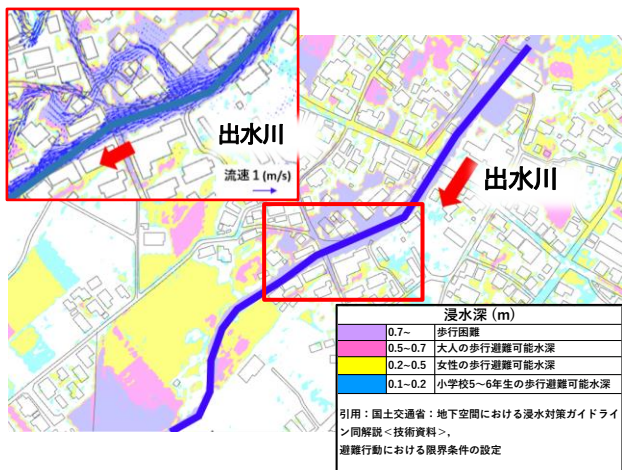 出水川
流速1(m/s)
出水川
浸水深 (m)
0.7~ 歩行困難
0.5~0.7 大人の歩行避難可能水深
0.2~0.5 女性の歩行避難可能水深
0.1~0.2 小学校5~6年生の歩行避難可能水深
引用：国土交通省：地下空間における浸水対策ガイドライ
ン同解説＜技術資料＞,
避難行動における限界条件の設定